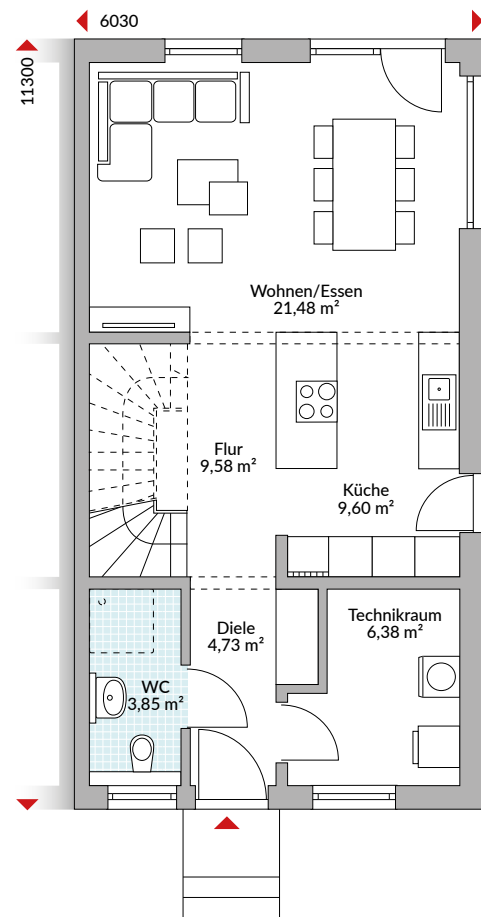 6030
11300
Wohnen/Essen
21,48 m²
Flur
9,58 m²
Küche
9,60 m²
Diele
4,73 m²
Technikraum
6,38 m²
WC
3,85 m²